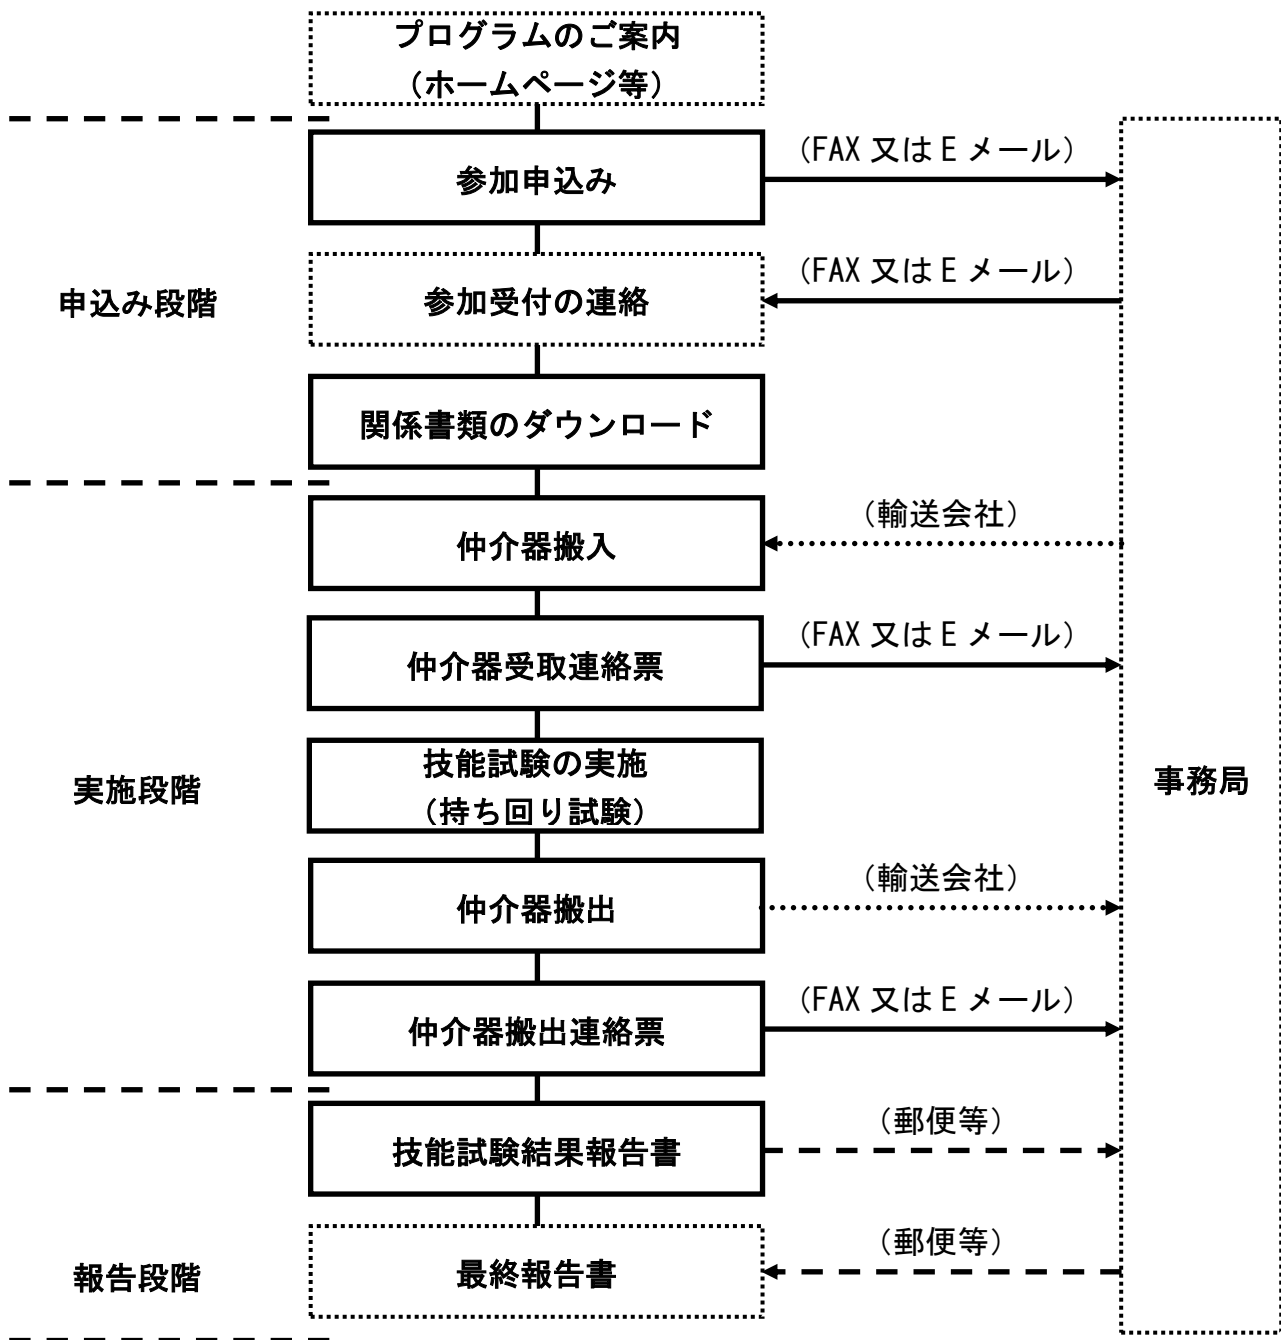 プログラムのご案内
（ホームページ等）
参加申込み
（FAX 又は E メール）
申込み段階
参加受付の連絡
（FAX 又は E メール）
関係書類のダウンロード
仲介器搬入
（輸送会社）
仲介器受取連絡票
（FAX 又は E メール）
実施段階
技能試験の実施
（持ち回り試験）
事務局
仲介器搬出
（輸送会社）
仲介器搬出連絡票
（FAX 又は E メール）
技能試験結果報告書
（郵便等）
報告段階
最終報告書
（郵便等）